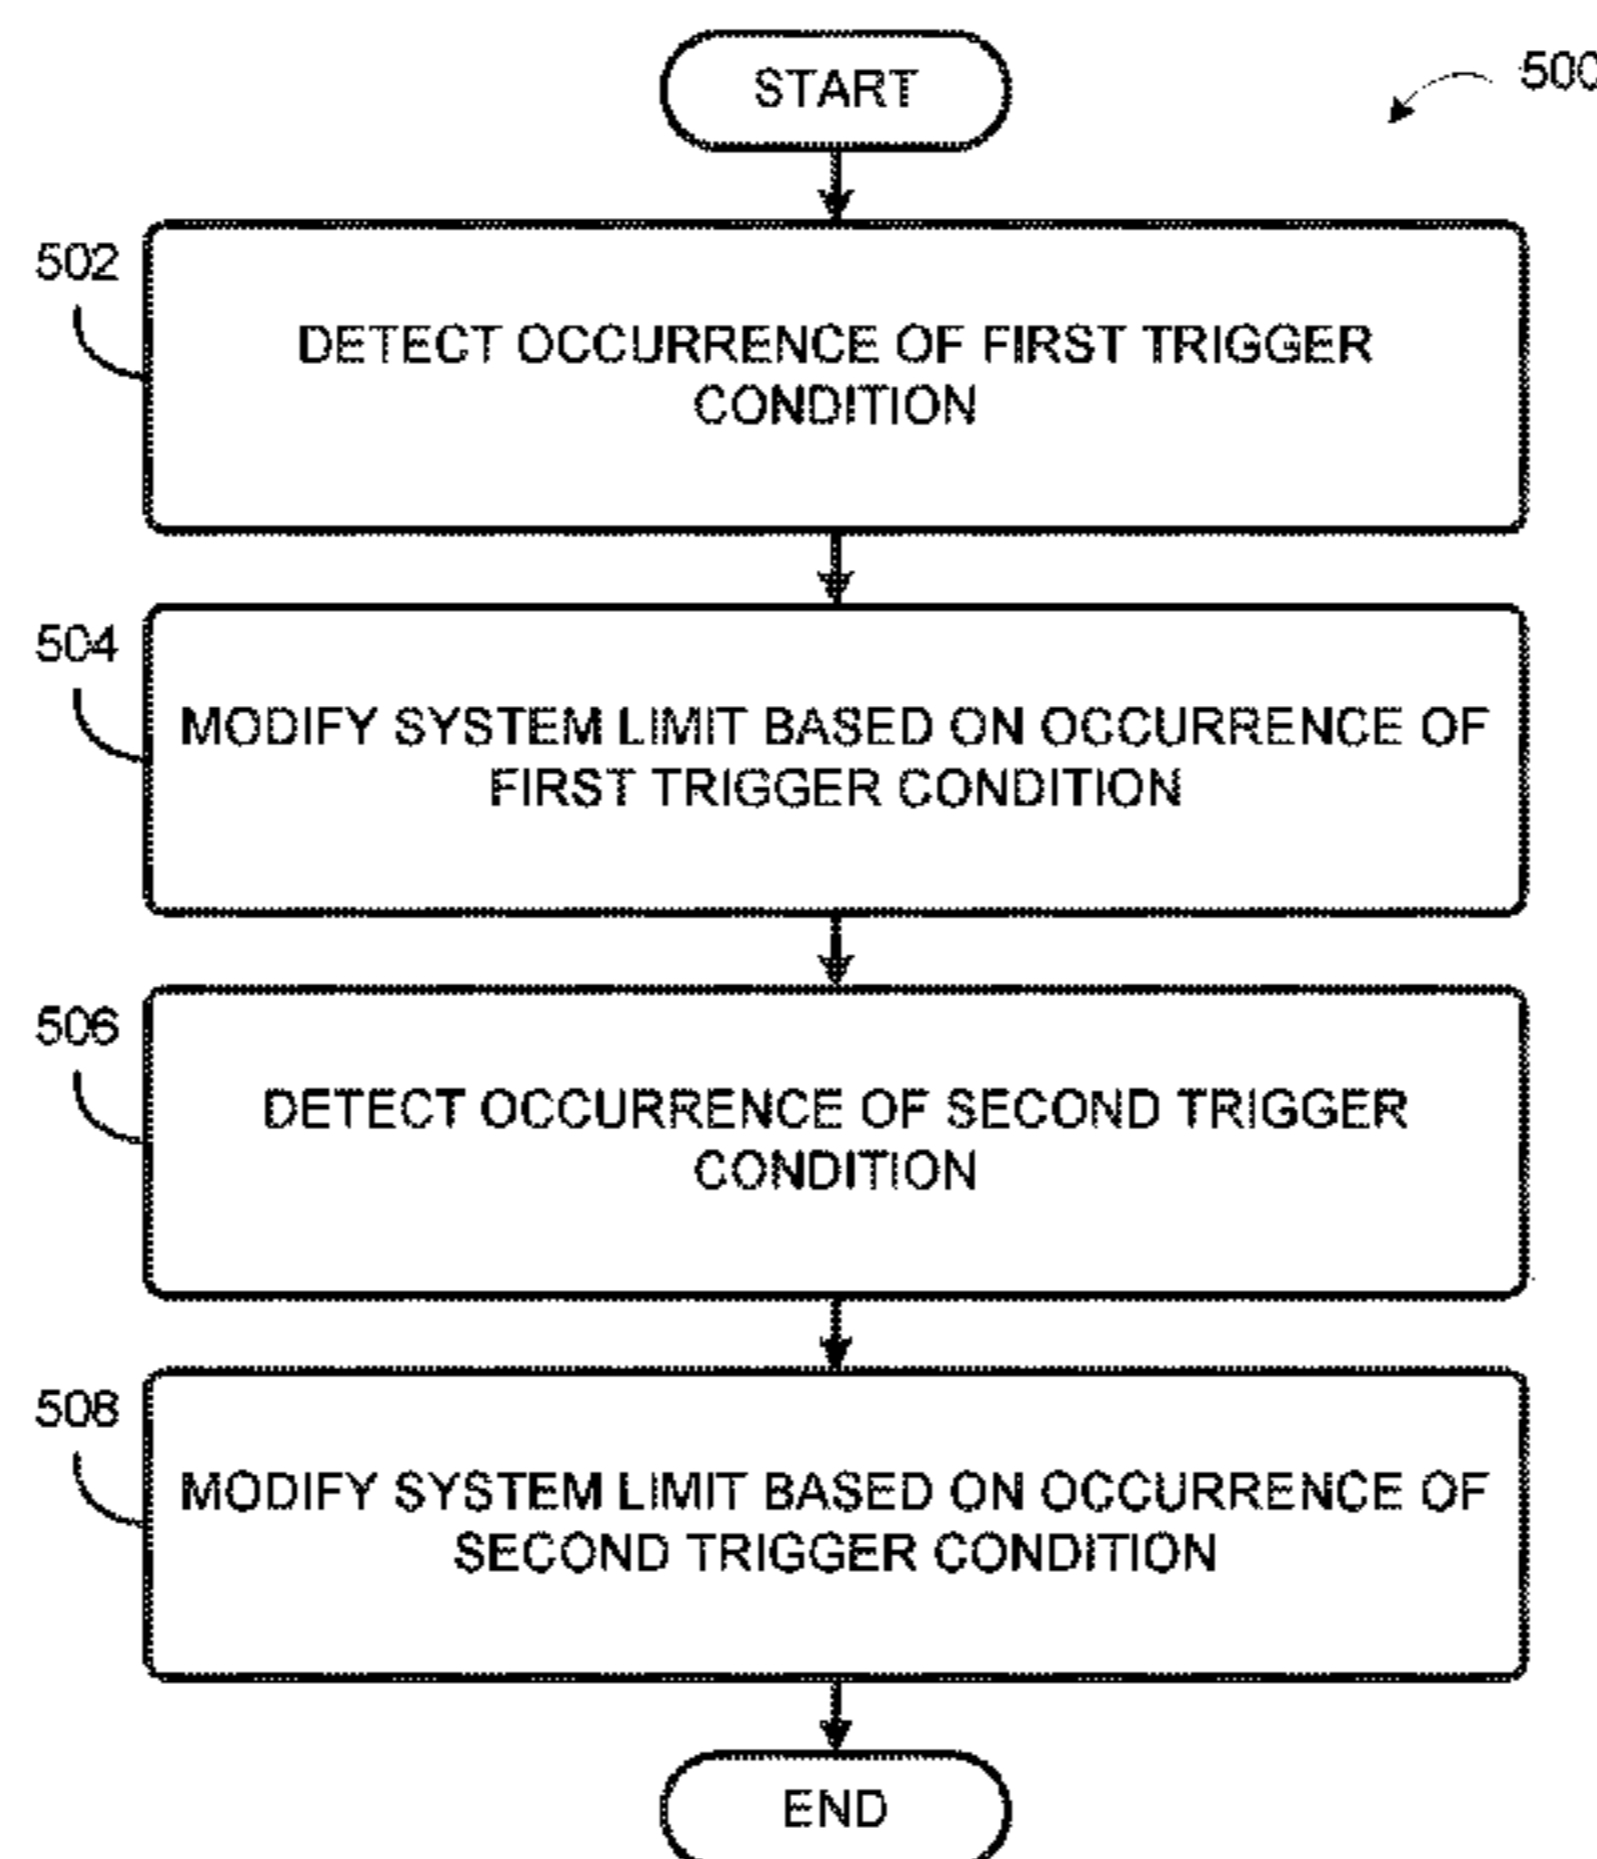 START
500
502
DETECT OCCURRENCE OF FIRST TRIGGER
CONDITION
504
MODIFY SYSTEM LIMIT BASED ON OCCURRENCE OF
FIRST TRIGGER CONDITION
506
DETECT OCCURRENCE OF SECOND TRIGGER
CONDITION
508
MODIFY SYSTEM LIMIT BASED ON OCCURRENCE OF
SECOND TRIGGER CONDITION
END